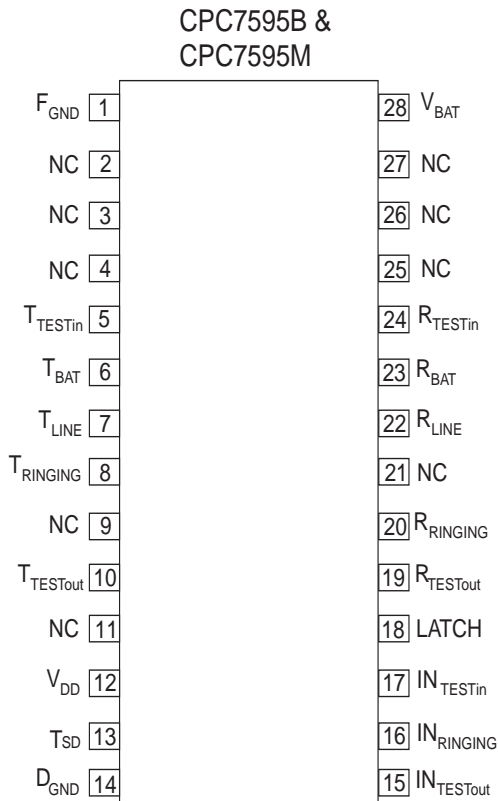 CPC7595B &
CPC7595M
FGND 1 28 VBAT
NC 2 27 NC
NC 3 26 NC
NC 4 25 NC
TTESTin 5 24 RTESTin
TBAT 6 23 RBAT
TLINE 7 22 RLINE
TRINGING 8 21 NC
NC 9 20 RRINGING
TTESTout 10 19 RTESTout
NC 11 18 LATCH
VDD 12 17 INTESTin
TSD 13 16 INRINGING
DGND 14 15 INTESTout